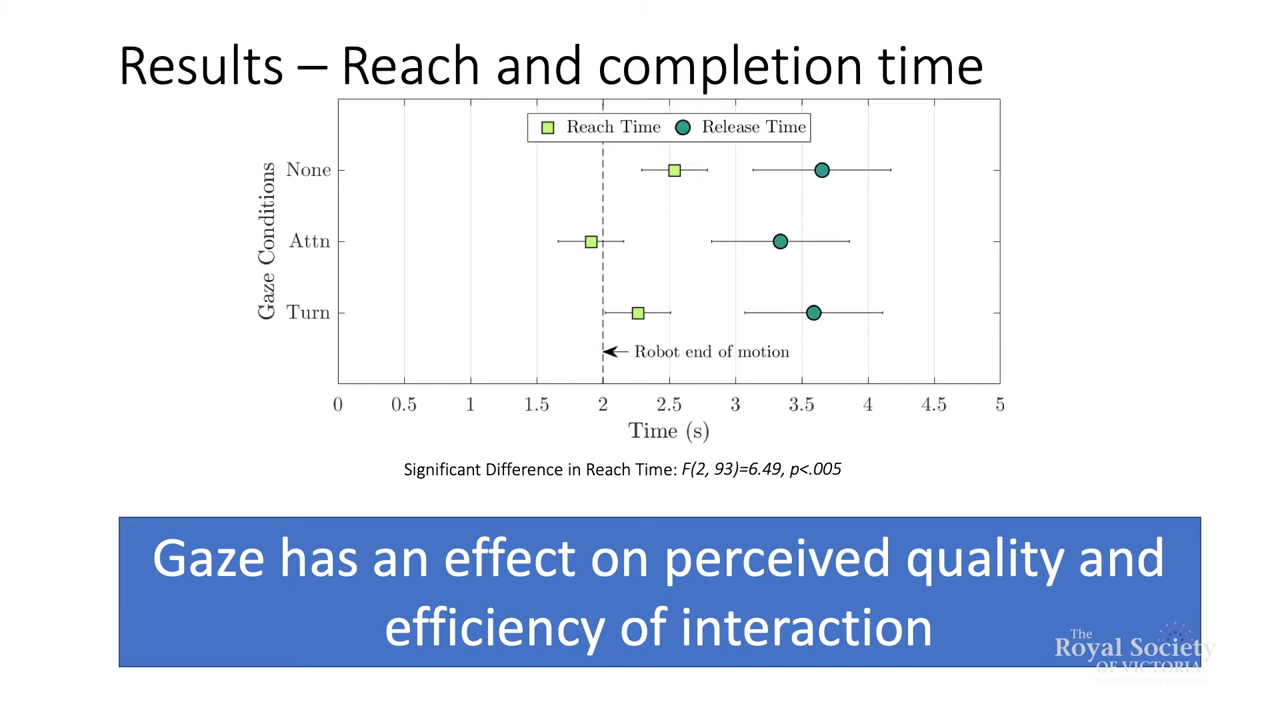 Results – Reach and completion time
Reach Time
Release Time
Gaze Conditions
None
Attn
Turn
Robot end of motion
0 0.5 1 1.5 2 2.5 3 3.5 4 4.5 5
Time (s)
Significant Difference in Reach Time: F(2, 93)=6.49, p<.005
Gaze has an effect on perceived quality and
efficiency of interaction
The
Royal Society
OF VICTORIA